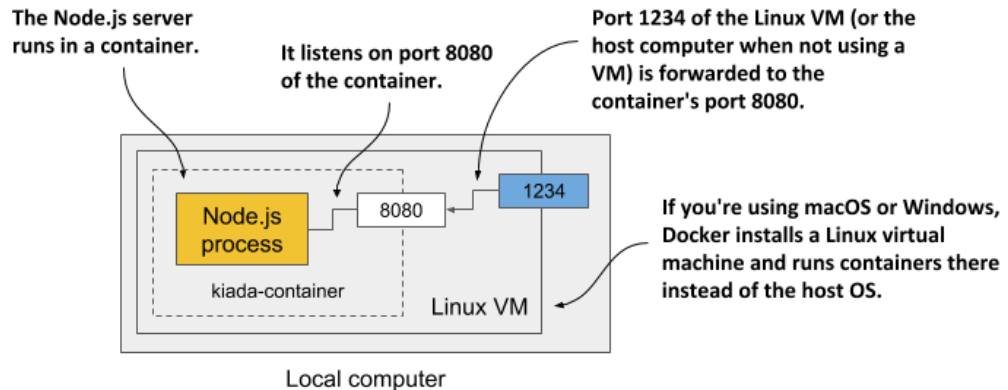 The Node.js server
runs in a container.
It listens on port 8080
of the container.
Port 1234 of the Linux VM (or the
host computer when not using a
VM) is forwarded to the
container's port 8080.
Node.js
process
8080
1234
kiada-container
Linux VM
If you're using macOS or Windows,
Docker installs a Linux virtual
machine and runs containers there
instead of the host OS.
Local computer